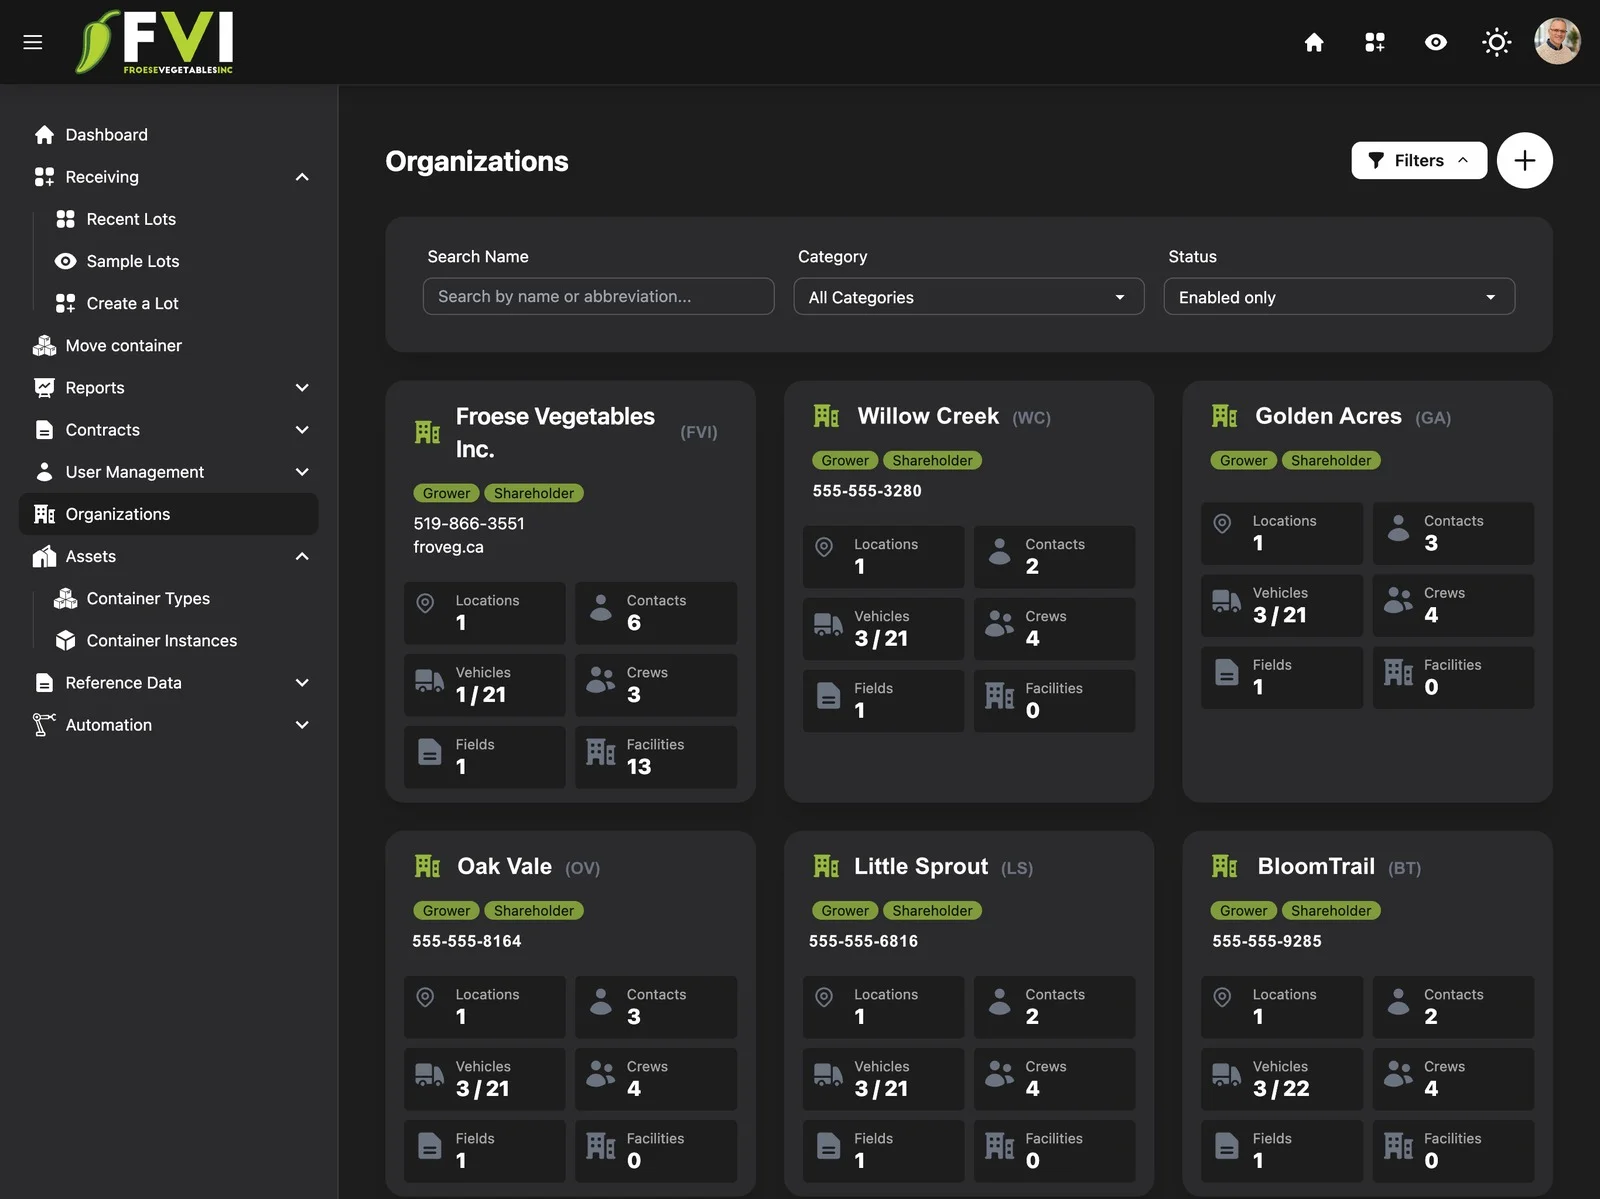 FVI
FROESEVEGETABLESINC
Dashboard
Receiving
Recent Lots
Sample Lots
Create a Lot
Move container
Reports
Contracts
User Management
Organizations
Assets
Container Types
Container Instances
Reference Data
Automation
Organizations
Filters
Search Name
Category
Status
Search by name or abbreviation...
All Categories
Enabled only
Froese Vegetables
Inc.
(FVI)
Grower Shareholder
519-866-3551
froveg.ca
Locations
1
Contacts
6
Vehicles
1 / 21
Crews
3
Fields
1
Facilities
13
Willow Creek (WC)
Grower Shareholder
555-555-3280
Locations
1
Contacts
2
Vehicles
3 / 21
Crews
4
Fields
1
Facilities
0
Golden Acres (GA)
Grower Shareholder
Locations
1
Contacts
3
Vehicles
3 / 21
Crews
4
Fields
1
Facilities
0
Oak Vale (OV)
Grower Shareholder
555-555-8164
Locations
1
Contacts
3
Vehicles
3 / 21
Crews
4
Fields
1
Facilities
0
Little Sprout (LS)
Grower Shareholder
555-555-6816
Locations
1
Contacts
2
Vehicles
3 / 21
Crews
4
Fields
1
Facilities
0
BloomTrail (BT)
Grower Shareholder
555-555-9285
Locations
1
Contacts
2
Vehicles
3 / 22
Crews
4
Fields
1
Facilities
0